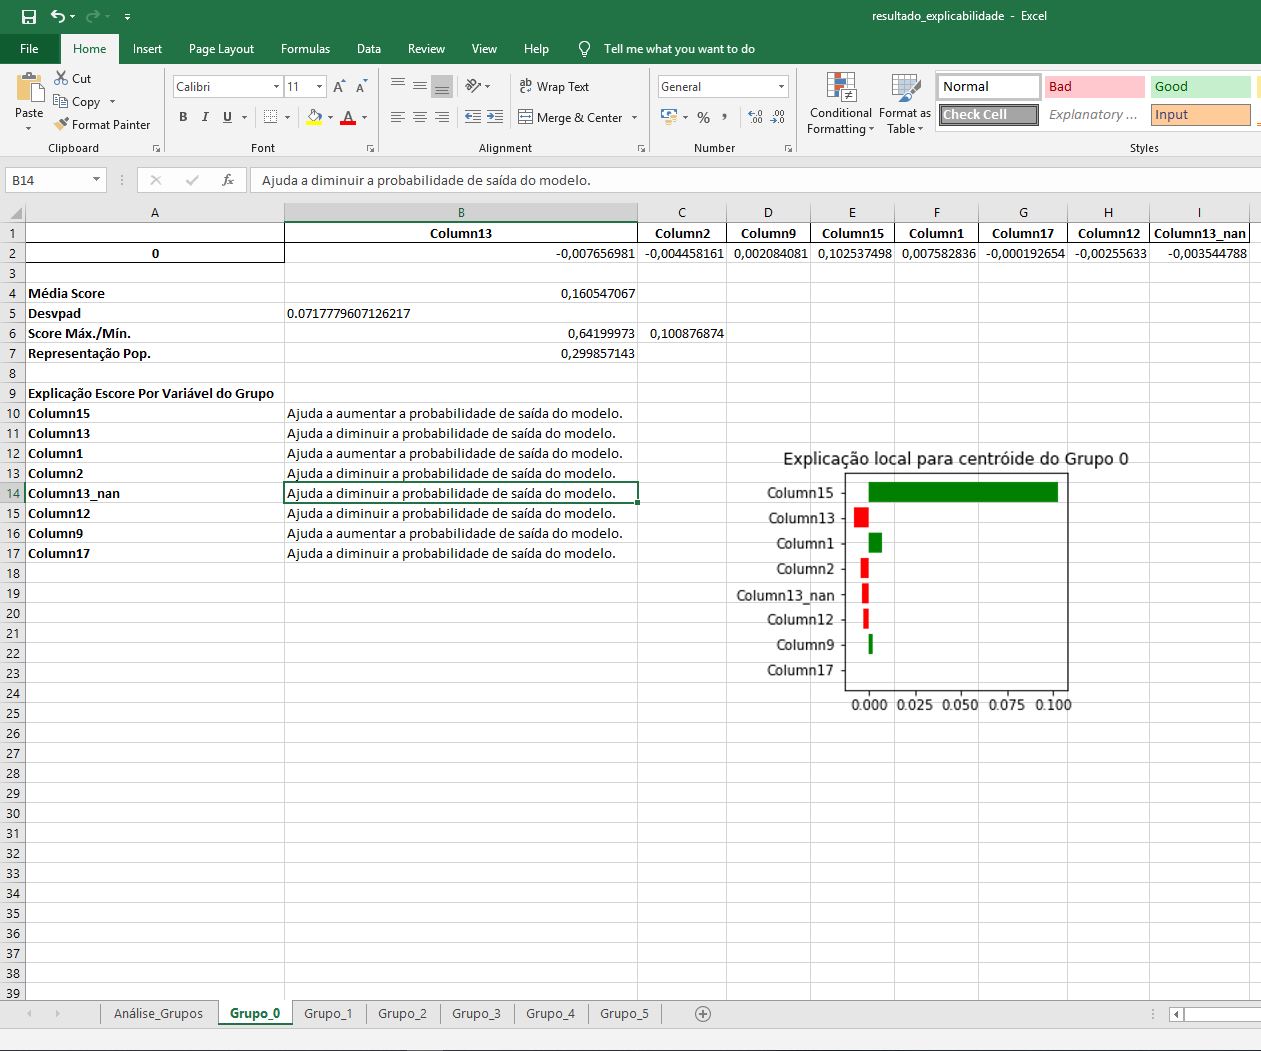 resultado_explicabilidade - Excel
File Home Insert Page Layout Formulas Data Review View Help Tell me what you want to do
Paste
Cut
Copy
Format Painter
Calibri 11
B I U A
Wrap Text
Merge & Center
General
Conditional Formatting
Format as Table
Normal Bad Good
Check Cell Explanatory ... Input
Clipboard Font Alignment Number Styles
B14 fx Ajuda a diminuir a probabilidade de saída do modelo.
A B C D E F G H I
1 Column13 Column2 Column9 Column15 Column1 Column17 Column12 Column13_nan
2 0 -0,007656981 -0,004458161 0,002084081 0,102537498 0,007582836 -0,000192654 -0,00255633 -0,003544788
3
4 Média Score 0,160547067
5 Desvpad 0.0717779607126217
6 Score Máx./Mín. 0,64199973 0,100876874
7 Representação Pop. 0,299857143
8
9 Explicação Escore Por Variável do Grupo
10 Column15 Ajuda a aumentar a probabilidade de saída do modelo.
11 Column13 Ajuda a diminuir a probabilidade de saída do modelo.
12 Column1 Ajuda a aumentar a probabilidade de saída do modelo.
13 Column2 Ajuda a diminuir a probabilidade de saída do modelo.
14 Column13_nan Ajuda a diminuir a probabilidade de saída do modelo.
15 Column12 Ajuda a diminuir a probabilidade de saída do modelo.
16 Column9 Ajuda a aumentar a probabilidade de saída do modelo.
17 Column17 Ajuda a diminuir a probabilidade de saída do modelo.
18
19
20
21
22
23
24
25
26
27
28
29
30
31
32
33
34
35
36
37
38
39
Explicação local para centróide do Grupo 0
Column15
Column13
Column1
Column2
Column13_nan
Column12
Column9
Column17
0.000 0.025 0.050 0.075 0.100
Análise_Grupos Grupo_0 Grupo_1 Grupo_2 Grupo_3 Grupo_4 Grupo_5